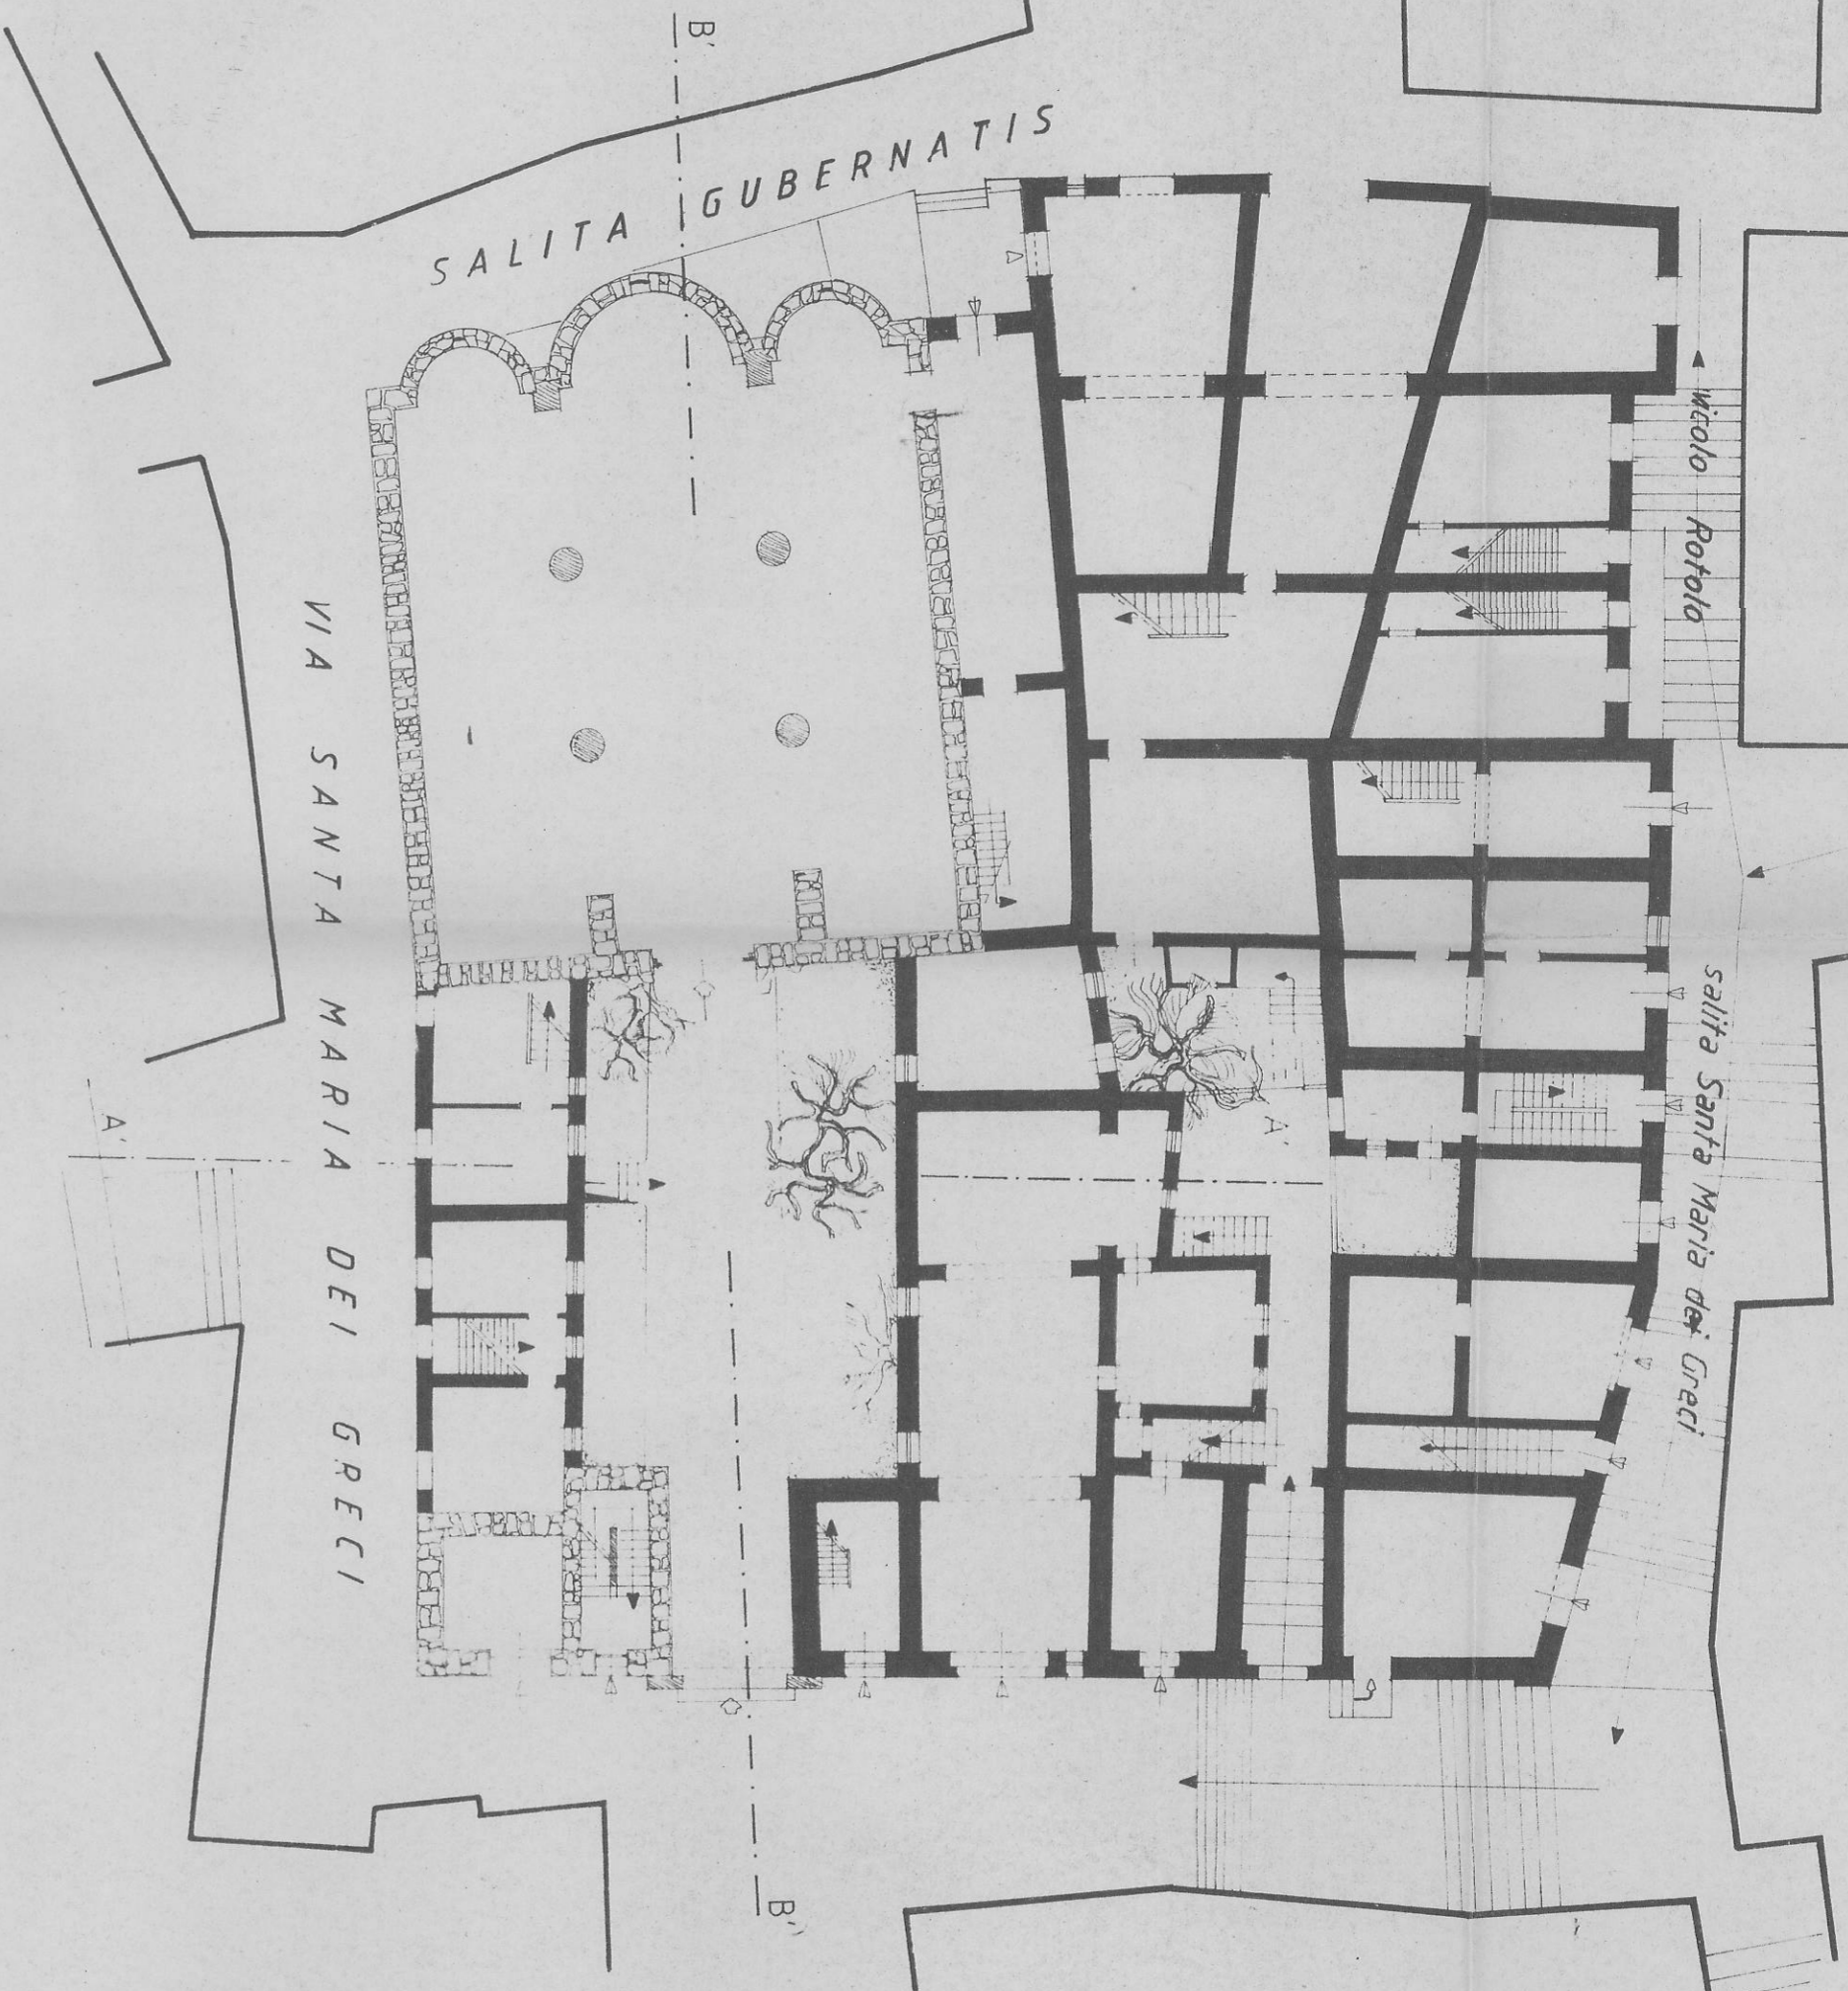 B'
SALITA GUBERNATIS
vicolo Rotolo
VIA SANTA MARIA DEI GRECI
salita Santa Maria dei Greci
A'
A'
B'